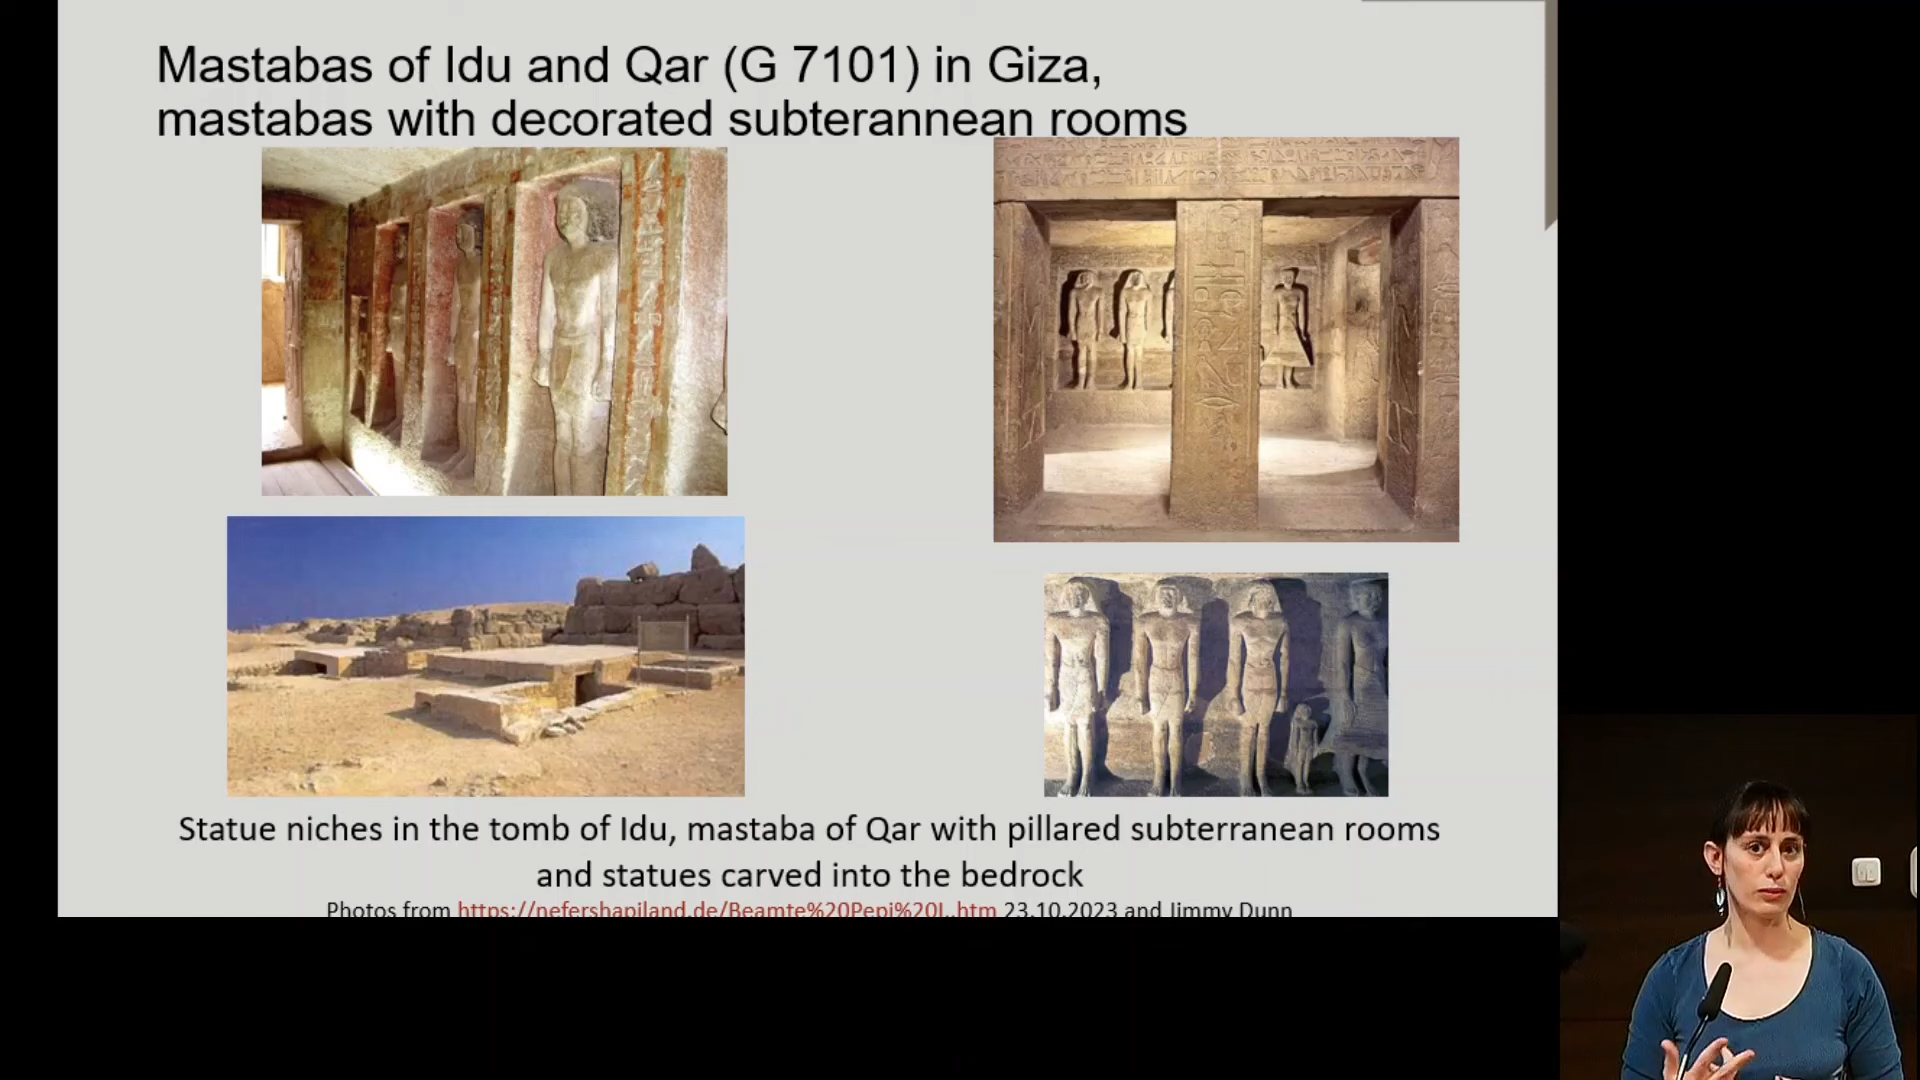 Mastabas of Idu and Qar (G 7101) in Giza,
mastabas with decorated subterannean rooms
Statue niches in the tomb of Idu, mastaba of Qar with pillared subterranean rooms
and statues carved into the bedrock
Photos from https://nefershapiland.de/Beamte%20Pepi%20I..htm 23.10.2023 and Jimmy Dunn